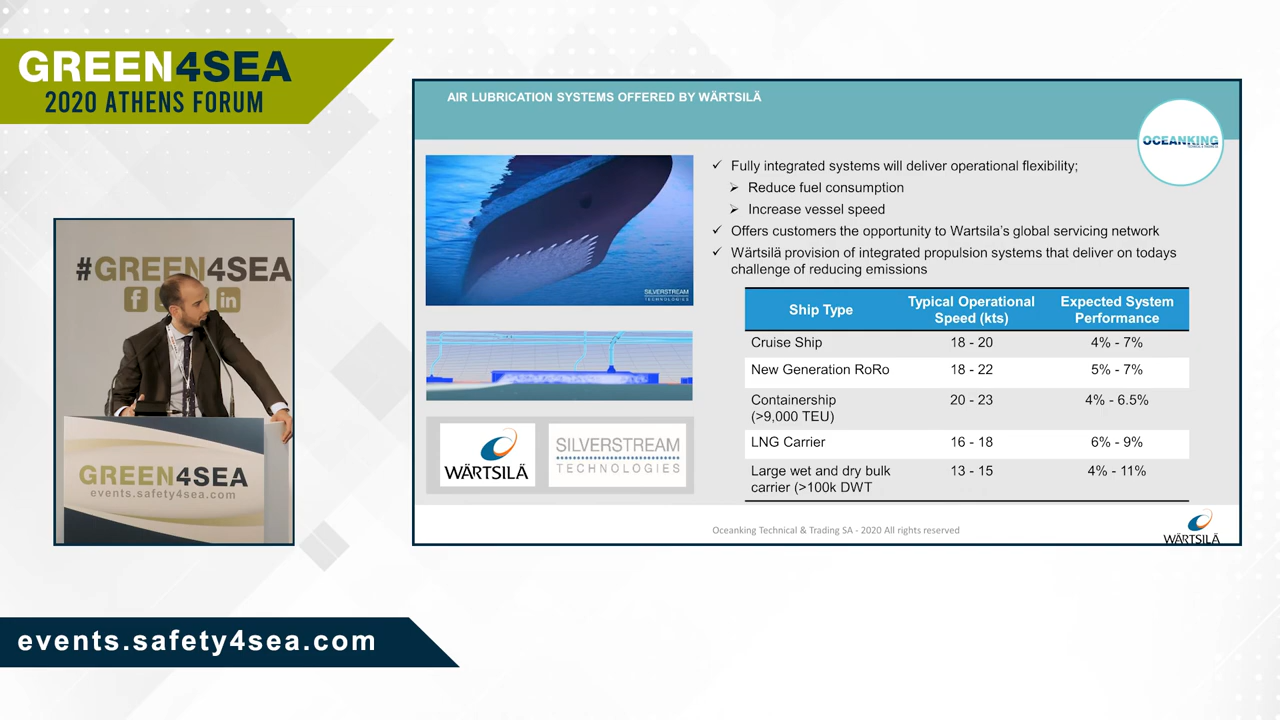 GREEN4SEA
2020 ATHENS FORUM
#GREEN4SEA
f
in
GREEN4SEA
events.safety4sea.com
events.safety4sea.com
AIR LUBRICATION SYSTEMS OFFERED BY WÄRTSILÄ
OCEANKING
SILVERSTREAM
TECHNOLOGIES
✓ Fully integrated systems will deliver operational flexibility;
➢ Reduce fuel consumption
➢ Increase vessel speed
✓ Offers customers the opportunity to Wartsila's global servicing network
✓ Wärtsilä provision of integrated propulsion systems that deliver on todays
challenge of reducing emissions
Ship Type Typical Operational Speed (kts) Expected System Performance
Cruise Ship 18 - 20 4% - 7%
New Generation RoRo 18 - 22 5% - 7%
Containership (>9,000 TEU) 20 - 23 4% - 6.5%
LNG Carrier 16 - 18 6% - 9%
Large wet and dry bulk carrier (>100k DWT 13 - 15 4% - 11%
WÄRTSILÄ
SILVERSTREAM
TECHNOLOGIES
Oceanking Technical & Trading SA - 2020 All rights reserved
WÄRTSILÄ